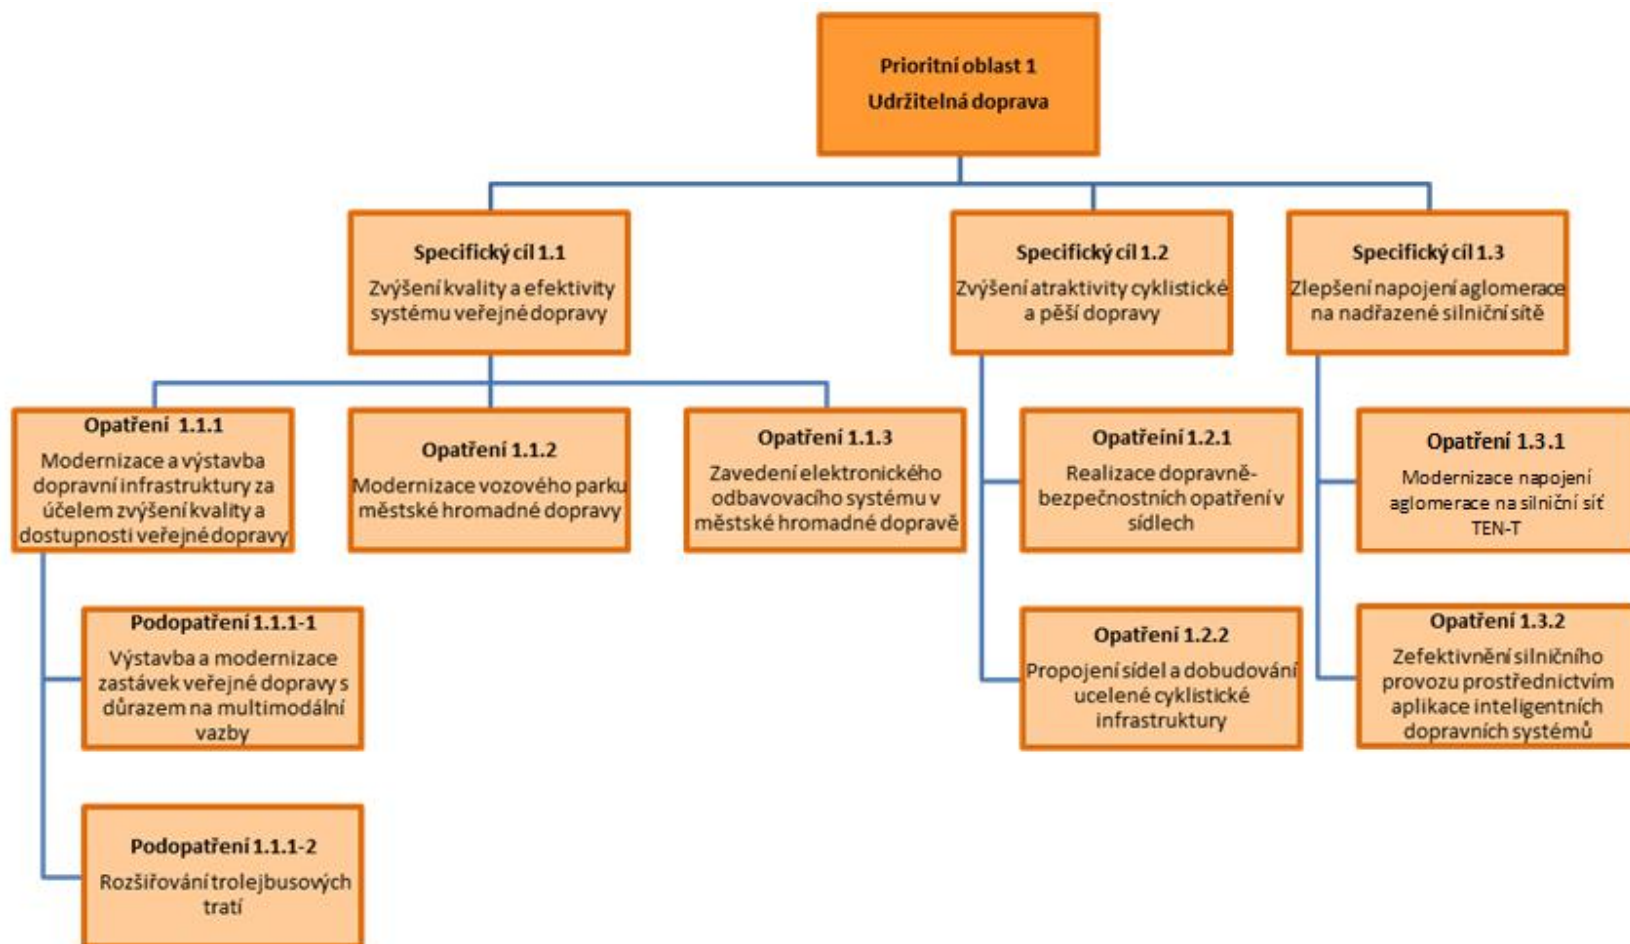 Prioritní oblast 1
Udržitelná doprava
Specifický cíl 1.1
Zvýšení kvality a efektivity
systému veřejné dopravy
Specifický cíl 1.2
Zvýšení atraktivity cyklistické
a pěší dopravy
Specifický cíl 1.3
Zlepšení napojení aglomerace
na nadřazené silniční sítě
Opatření 1.1.1
Modernizace a výstavba
dopravní infrastruktury za
účelem zvýšení kvality a
dostupnosti veřejné dopravy
Opatření 1.1.2
Modernizace vozového parku
městské hromadné dopravy
Opatření 1.1.3
Zavedení elektronického
odbavovacího systému v
městské hromadné dopravě
Opatřeíní 1.2.1
Realizace dopravně-
bezpečnostních opatření v
sídlech
Opatření 1.3.1
Modernizace napojení
aglomerace na silniční síť
TEN-T
Podopatření 1.1.1-1
Výstavba a modernizace
zastávek veřejné dopravy s
důrazem na multimodální
vazby
Opatření 1.2.2
Propojení sídel a dobudování
ucelené cyklistické
infrastruktury
Opatření 1.3.2
Zefektivnění silničního
provozu prostřednictvím
aplikace inteligentních
dopravních systémů
Podopatření 1.1.1-2
Rozšiřování trolejbusových
tratí